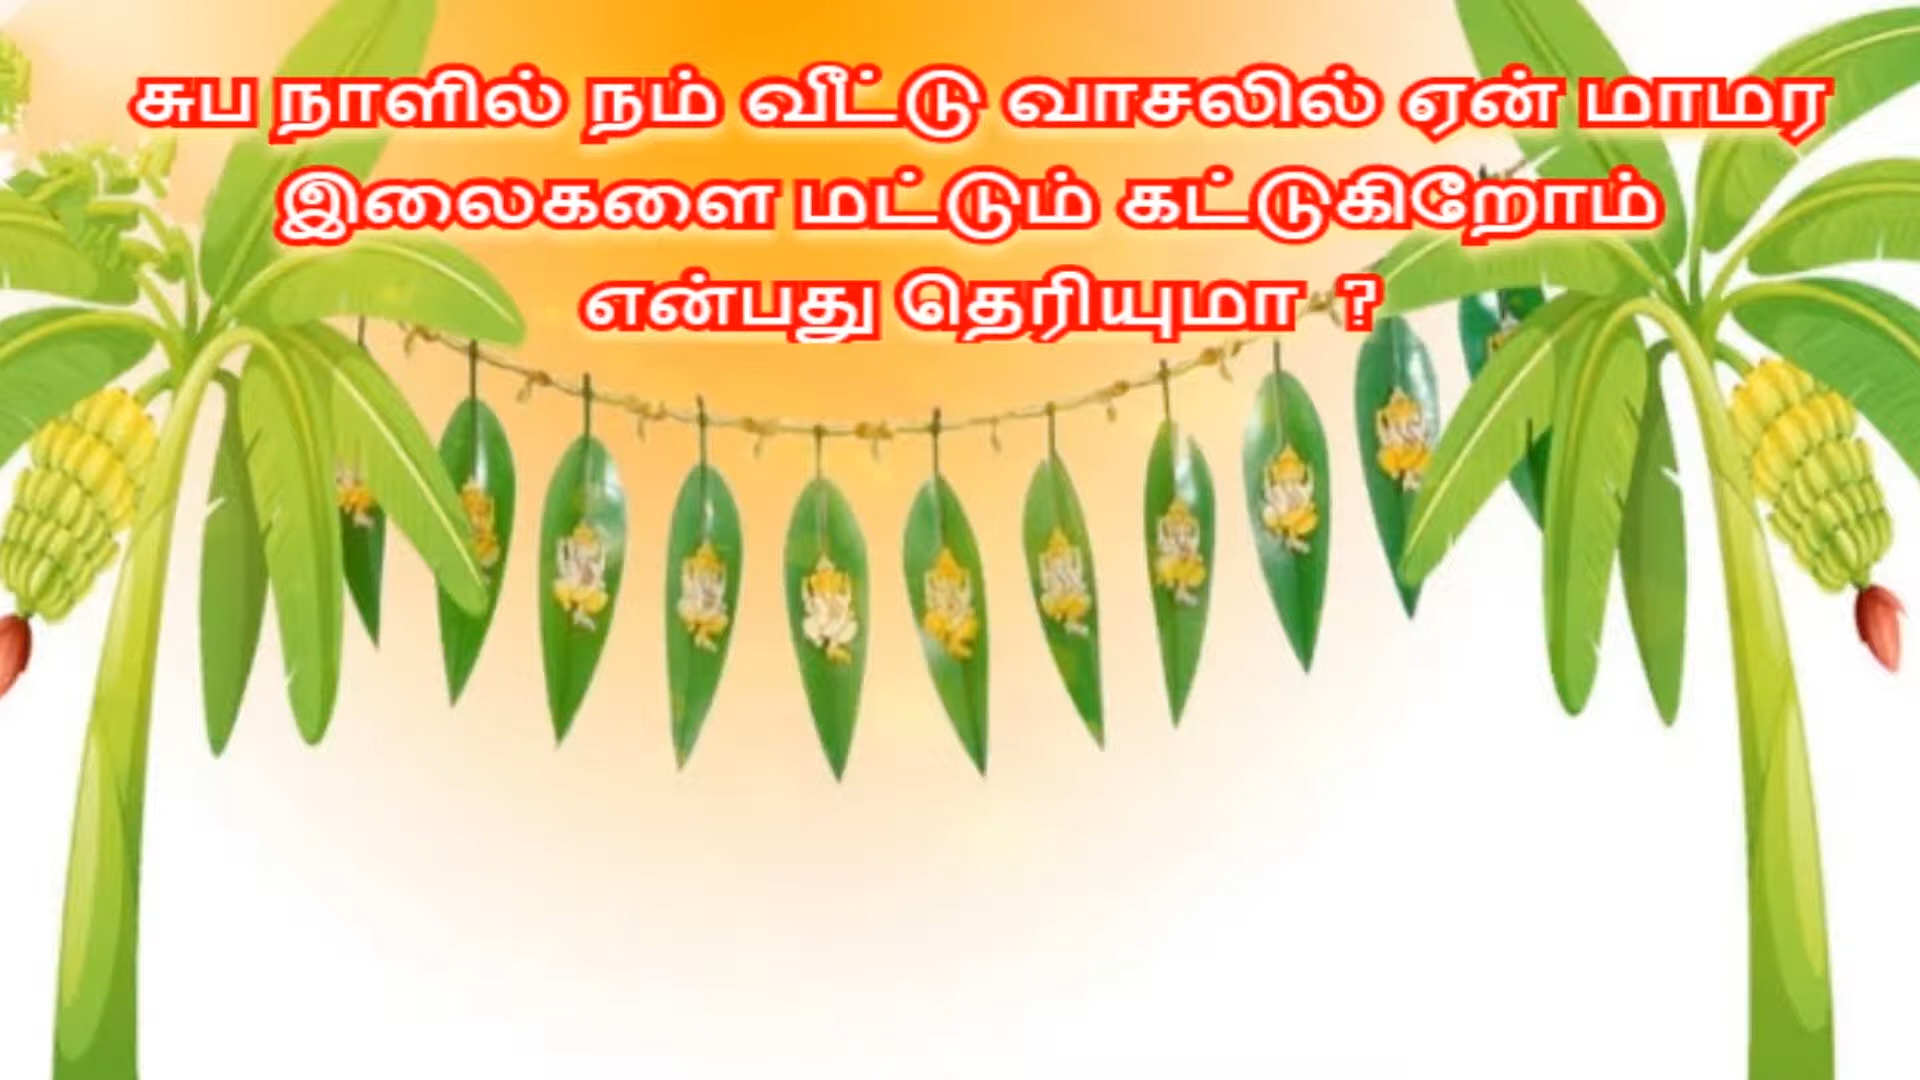 சுப நாளில் நம் வீட்டு வாசலில் ஏன் மாமர
இலைகளை மட்டும் கட்டுகிறோம்
என்பது தெரியுமா ?